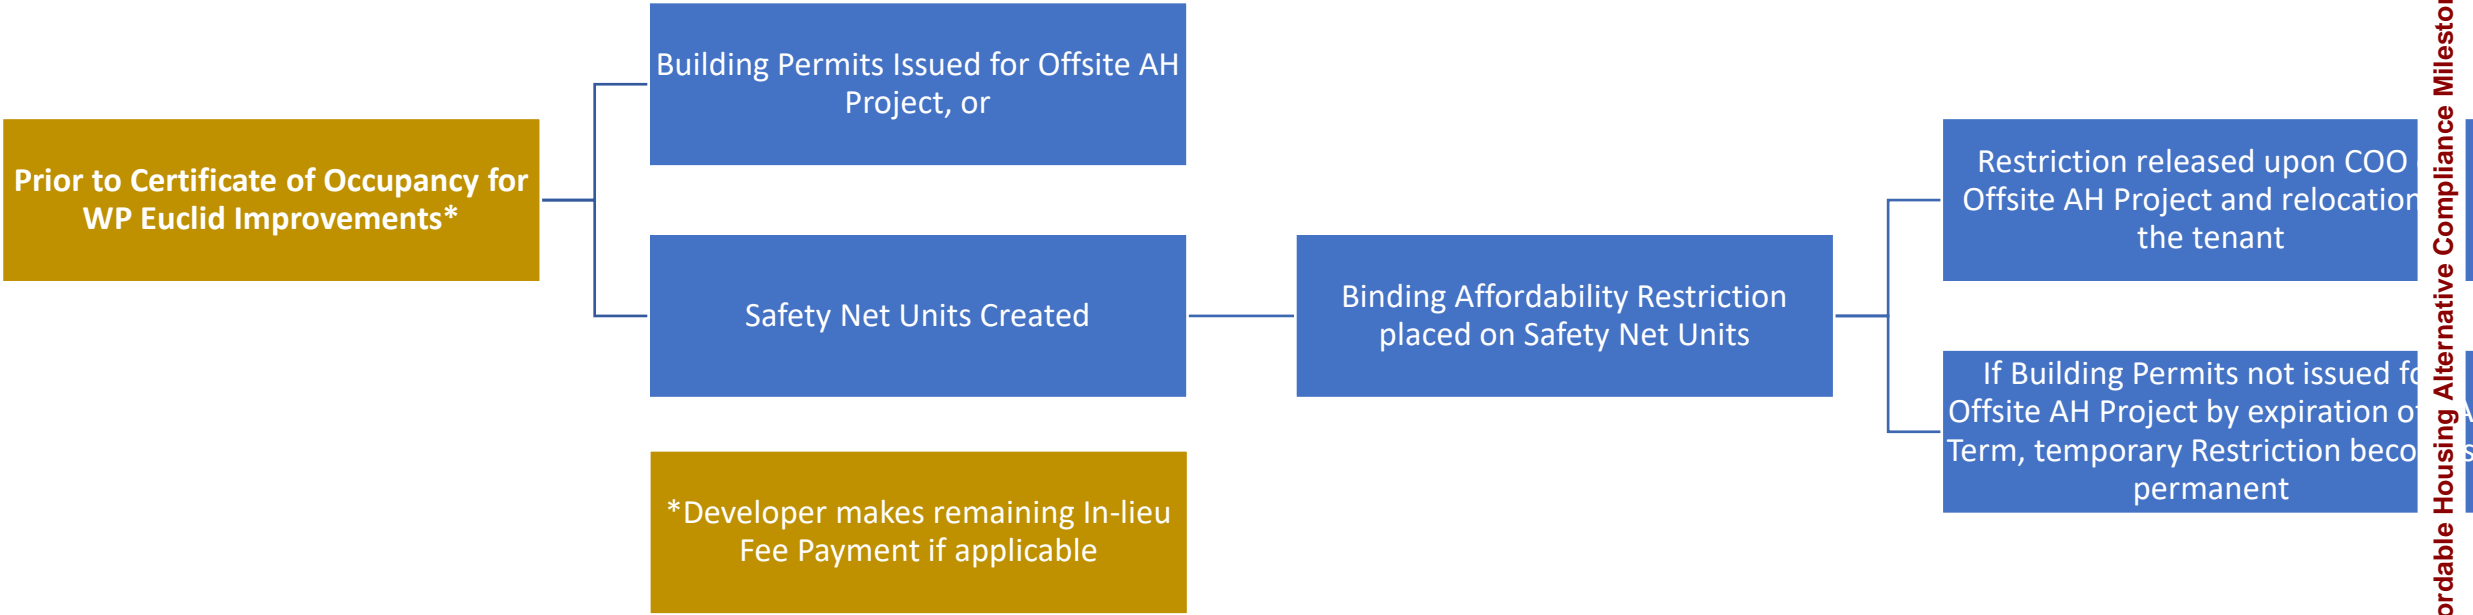 Prior to Certificate of Occupancy for
WP Euclid Improvements*
Building Permits Issued for Offsite AH
Project, or
Safety Net Units Created
*Developer makes remaining In-lieu
Fee Payment if applicable
Binding Affordability Restriction
placed on Safety Net Units
Restriction released upon COO
Offsite AH Project and relocation
the tenant
If Building Permits not issued
Offsite AH Project by expiration
Term, temporary Restriction
permanent
Housing Alternative Compliance